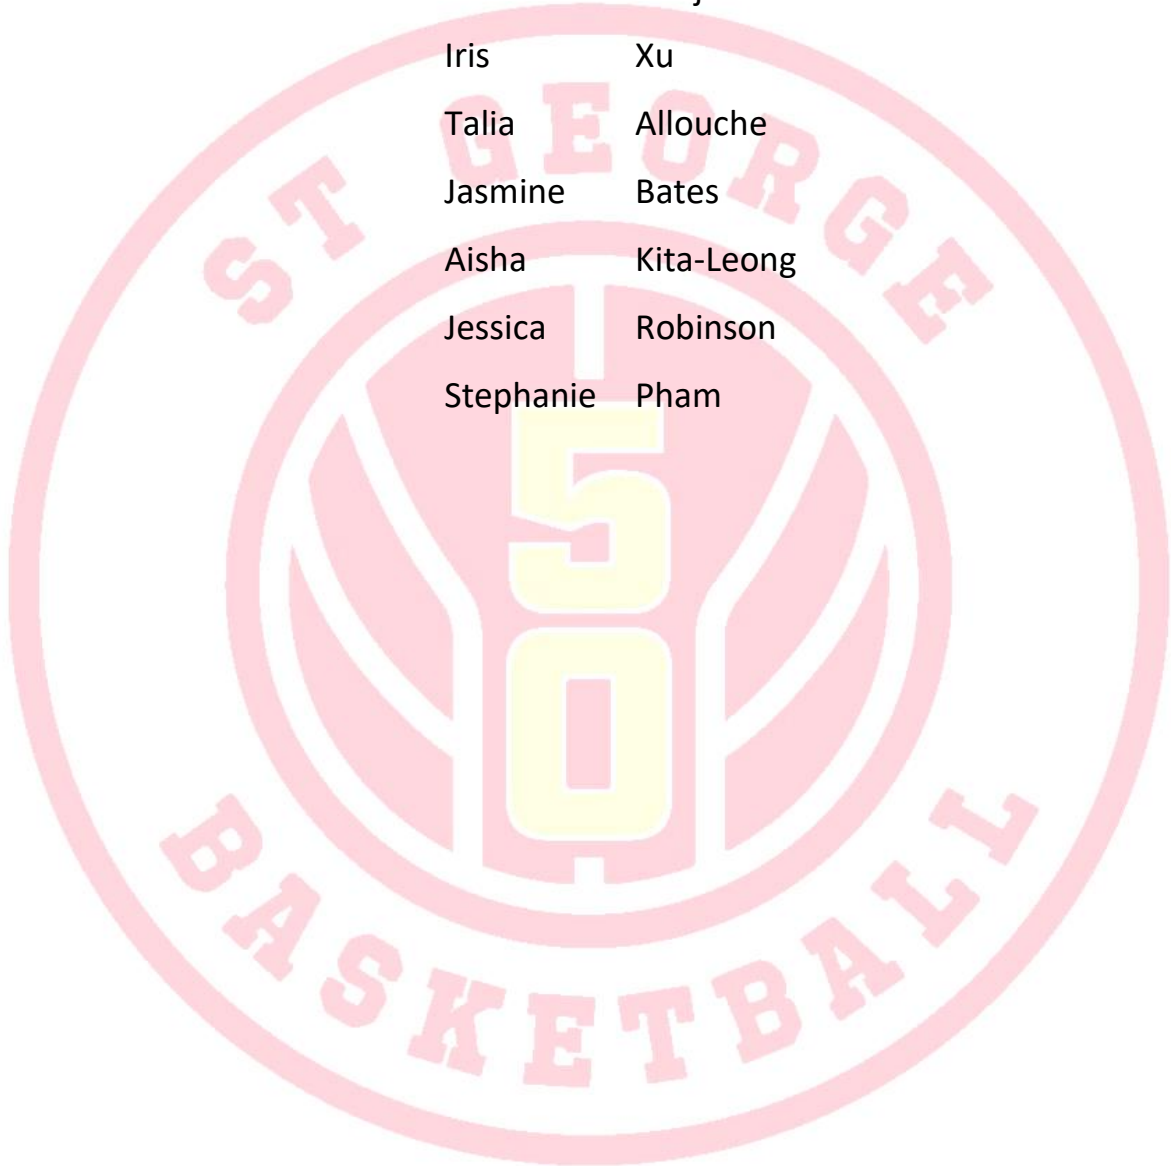 Iris Xu
Talia Allouche
Jasmine Bates
Aisha Kita-Leong
Jessica Robinson
Stephanie Pham
ST GEORGE
50
BASKETBALL